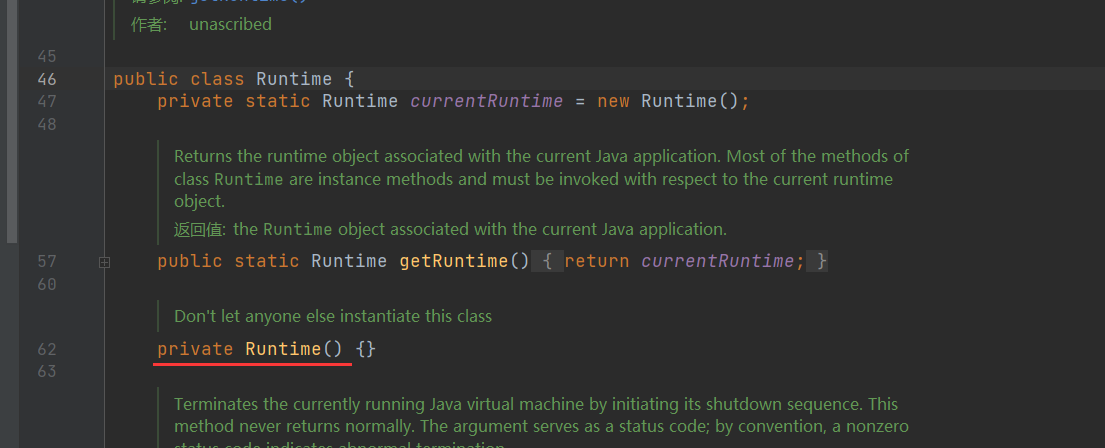 作者: unascribed
45
46 public class Runtime {
47 private static Runtime currentRuntime = new Runtime();
48
Returns the runtime object associated with the current Java application. Most of the methods of
class Runtime are instance methods and must be invoked with respect to the current runtime
object.
返回值: the Runtime object associated with the current Java application.
57 public static Runtime getRuntime() { return currentRuntime; }
60
Don't let anyone else instantiate this class
62 private Runtime() {}
63
Terminates the currently running Java virtual machine by initiating its shutdown sequence. This
method never returns normally. The argument serves as a status code; by convention, a nonzero
status code indicates abnormal termination